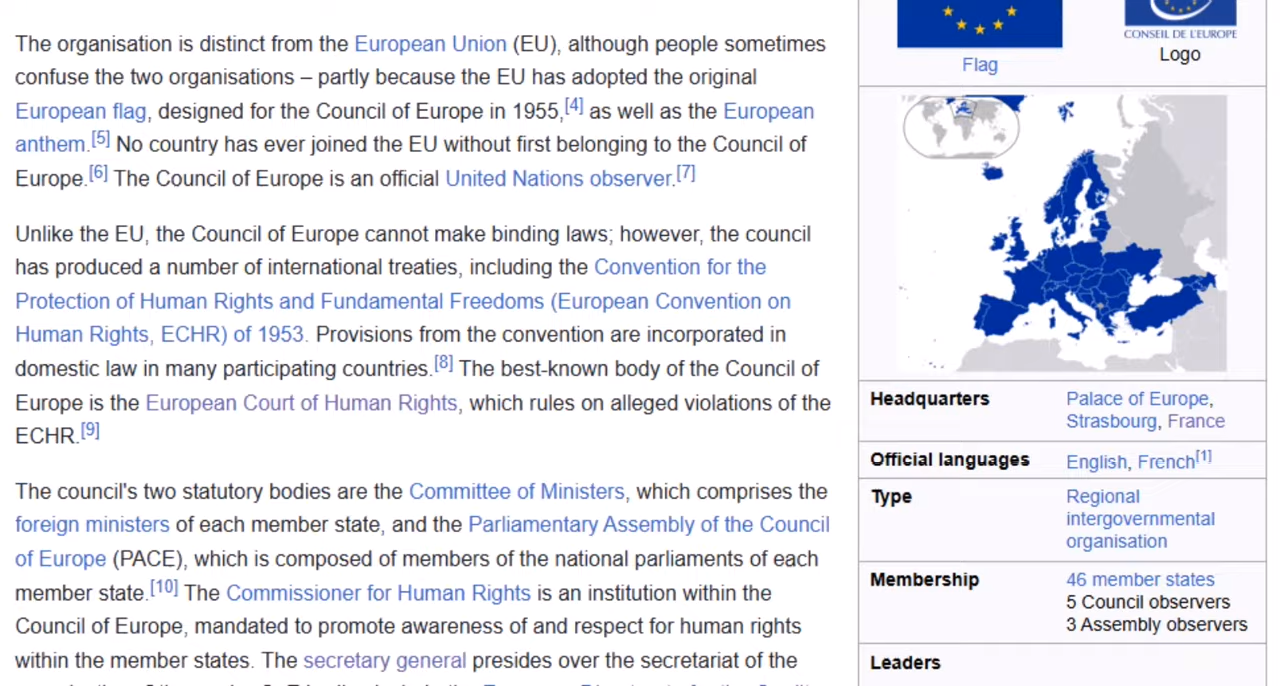 The organisation is distinct from the European Union (EU), although people sometimes
confuse the two organisations – partly because the EU has adopted the original
European flag, designed for the Council of Europe in 1955,[4] as well as the European
anthem.[5] No country has ever joined the EU without first belonging to the Council of
Europe.[6] The Council of Europe is an official United Nations observer.[7]
Unlike the EU, the Council of Europe cannot make binding laws; however, the council
has produced a number of international treaties, including the Convention for the
Protection of Human Rights and Fundamental Freedoms (European Convention on
Human Rights, ECHR) of 1953. Provisions from the convention are incorporated in
domestic law in many participating countries.[8] The best-known body of the Council of
Europe is the European Court of Human Rights, which rules on alleged violations of the
ECHR.[9]
The council's two statutory bodies are the Committee of Ministers, which comprises the
foreign ministers of each member state, and the Parliamentary Assembly of the Council
of Europe (PACE), which is composed of members of the national parliaments of each
member state.[10] The Commissioner for Human Rights is an institution within the
Council of Europe, mandated to promote awareness of and respect for human rights
within the member states. The secretary general presides over the secretariat of the
CONSEIL DE L'EUROPE
Flag
Logo
Headquarters
Palace of Europe,
Strasbourg, France
Official languages
English, French[1]
Type
Regional
intergovernmental
organisation
Membership
46 member states
5 Council observers
3 Assembly observers
Leaders